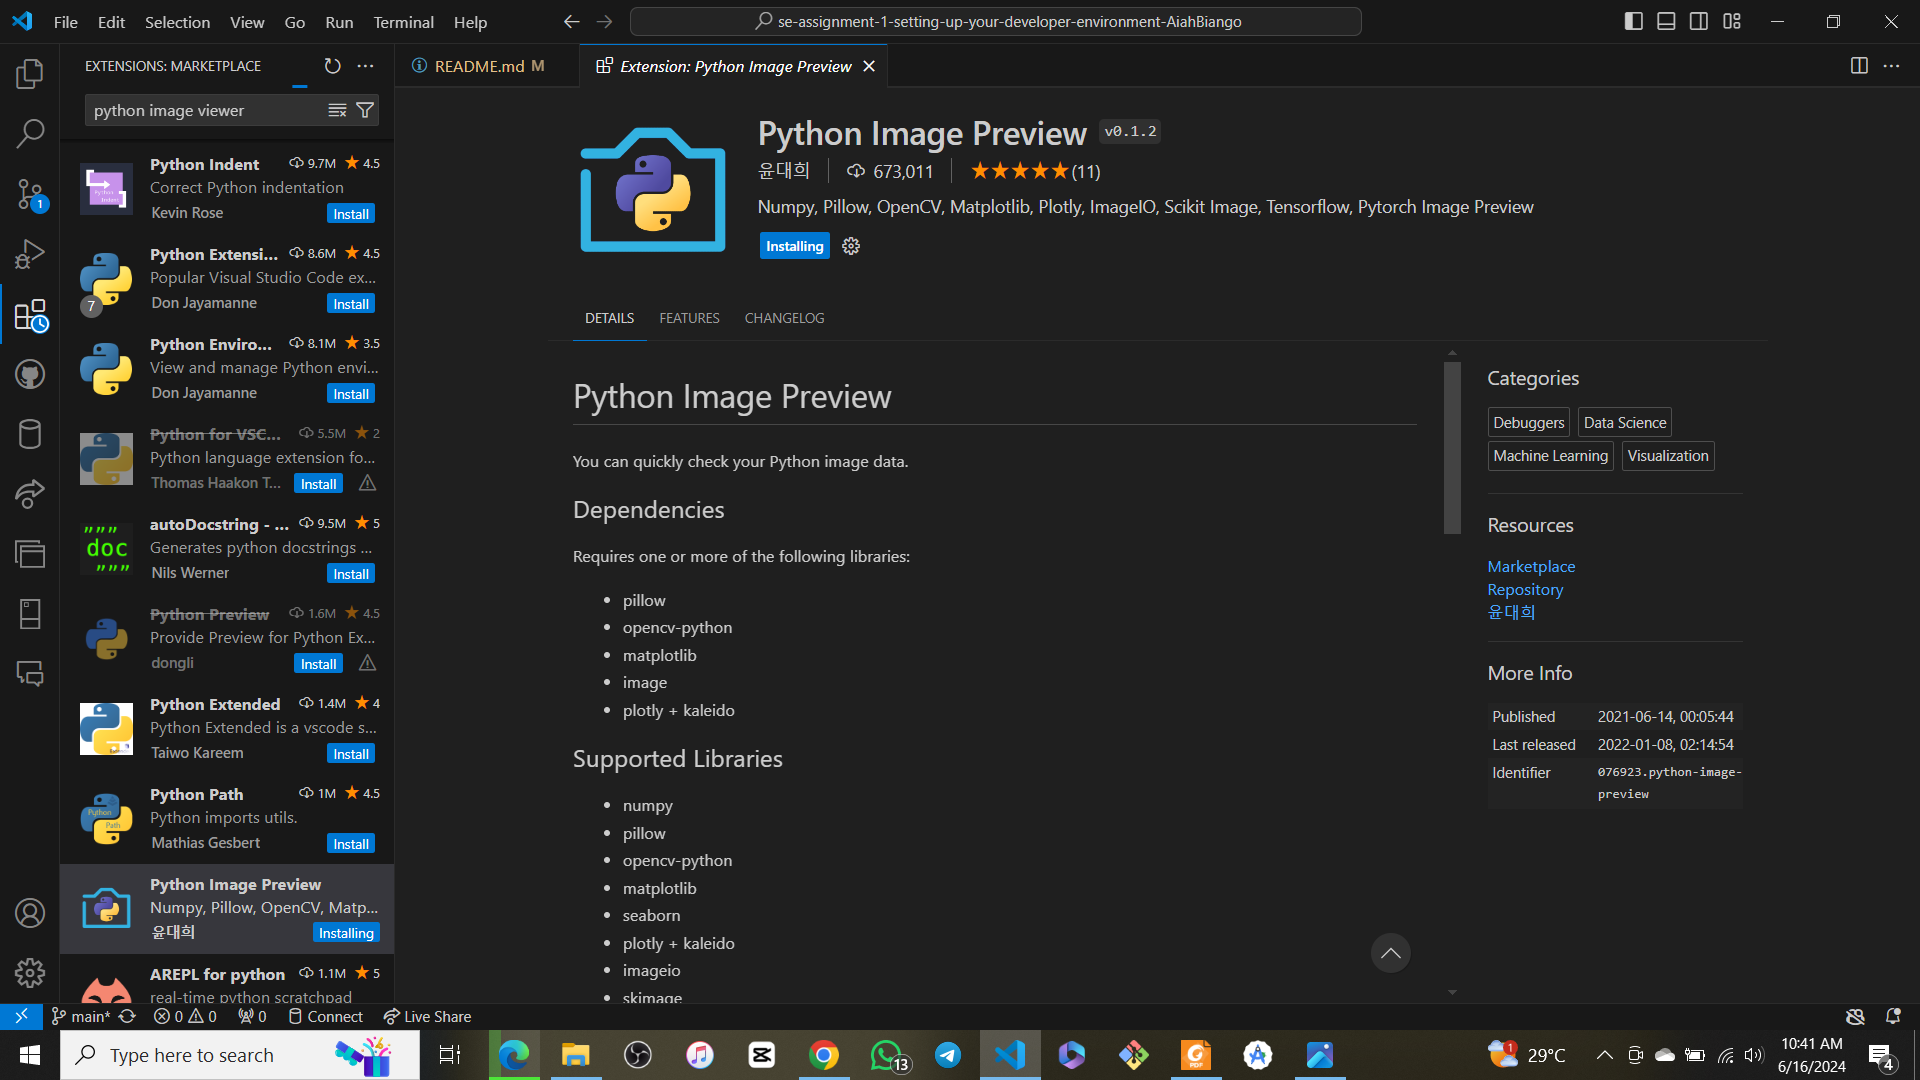 File Edit Selection View Go Run Terminal Help
se-assignment-1-setting-up-your-developer-environment-AiahBiango
EXTENSIONS: MARKETPLACE
python image viewer
7
Python Indent 9.7M 4.5
Correct Python indentation
Kevin Rose Install
Python Extensi... 8.6M 4.5
Popular Visual Studio Code ex...
Don Jayamanne Install
Python Enviro... 8.1M 3.5
View and manage Python envi...
Don Jayamanne Install
Python for VSC... 5.5M 2
Python language extension fo...
Thomas Haakon T... Install
autoDocstring - ... 9.5M 5
Generates python docstrings ...
Nils Werner Install
""" doc """
Python Preview 1.6M 4.5
Provide Preview for Python Ex...
dongli Install
Python Extended 1.4M 4
Python Extended is a vscode s...
Taiwo Kareem Install
Python Path 1M 4.5
Python imports utils.
Mathias Gesbert Install
Python Image Preview
Numpy, Pillow, OpenCV, Matp...
윤대희 Installing
AREPL for python 1.1M 5
real-time python scratchpad
1
README.md M
Extension: Python Image Preview
Python Image Preview v0.1.2
윤대희 673,011 (11)
Numpy, Pillow, OpenCV, Matplotlib, Plotly, ImageIO, Scikit Image, Tensorflow, Pytorch Image Preview
Installing
DETAILS FEATURES CHANGELOG
Python Image Preview
You can quickly check your Python image data.
Dependencies
Requires one or more of the following libraries:
pillow
opencv-python
matplotlib
image
plotly + kaleido
Supported Libraries
numpy
pillow
opencv-python
matplotlib
seaborn
plotly + kaleido
imageio
skimage
Categories
Debuggers Data Science
Machine Learning Visualization
Resources
Marketplace
Repository
윤대희
More Info
Published 2021-06-14, 00:05:44
Last released 2022-01-08, 02:14:54
Identifier 076923.python-image-
preview
main* 0 0 0 Connect Live Share
Type here to search
13
1
29°C
10:41 AM
6/16/2024
4